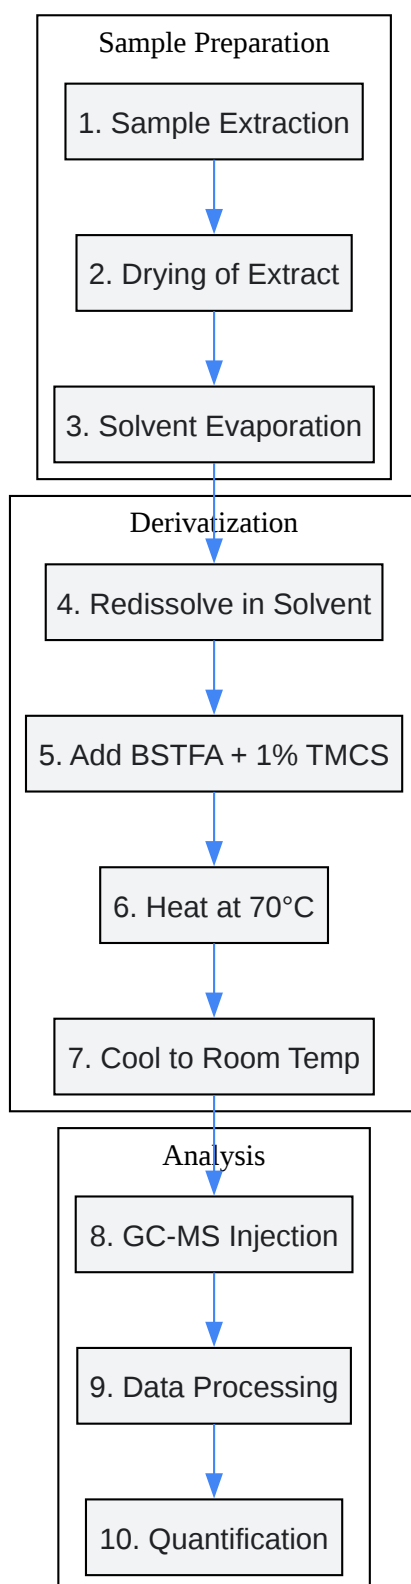 Sample Preparation
1. Sample Extraction
2. Drying of Extract
3. Solvent Evaporation
Derivatization
4. Redissolve in Solvent
5. Add BSTFA + 1% TMCS
6. Heat at 70°C
7. Cool to Room Temp
Analysis
8. GC-MS Injection
9. Data Processing
10. Quantification